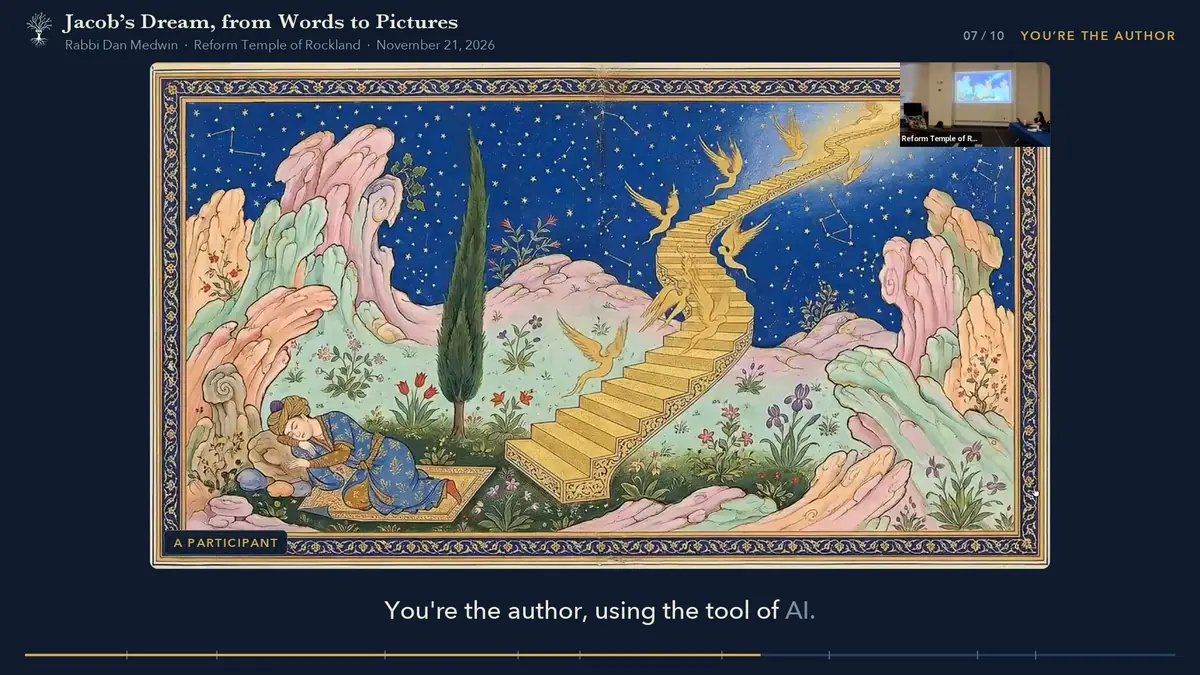 Jacob's Dream, from Words to Pictures
Rabbi Dan Medwin · Reform Temple of Rockland · November 21, 2026
07 / 10 YOU'RE THE AUTHOR
Reform Temple of R...
A PARTICIPANT
You're the author, using the tool of AI.